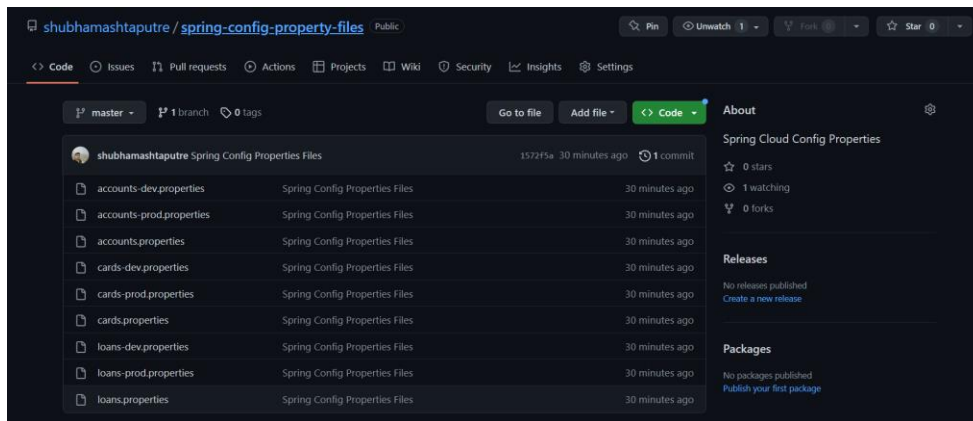 shubhamashtaputre / spring-config-property-files Public
Pin Unwatch 1 Fork 0 Star 0
<> Code Issues Pull requests Actions Projects Wiki Security Insights Settings
master 1 branch 0 tags Go to file Add file <> Code
shubhamashtaputre Spring Config Properties Files 1572f5a 30 minutes ago 1 commit
accounts-dev.properties Spring Config Properties Files 30 minutes ago
accounts-prod.properties Spring Config Properties Files 30 minutes ago
accounts.properties Spring Config Properties Files 30 minutes ago
cards-dev.properties Spring Config Properties Files 30 minutes ago
cards-prod.properties Spring Config Properties Files 30 minutes ago
cards.properties Spring Config Properties Files 30 minutes ago
loans-dev.properties Spring Config Properties Files 30 minutes ago
loans-prod.properties Spring Config Properties Files 30 minutes ago
loans.properties Spring Config Properties Files 30 minutes ago
About
Spring Cloud Config Properties
0 stars
1 watching
0 forks
Releases
No releases published
Create a new release
Packages
No packages published
Publish your first package